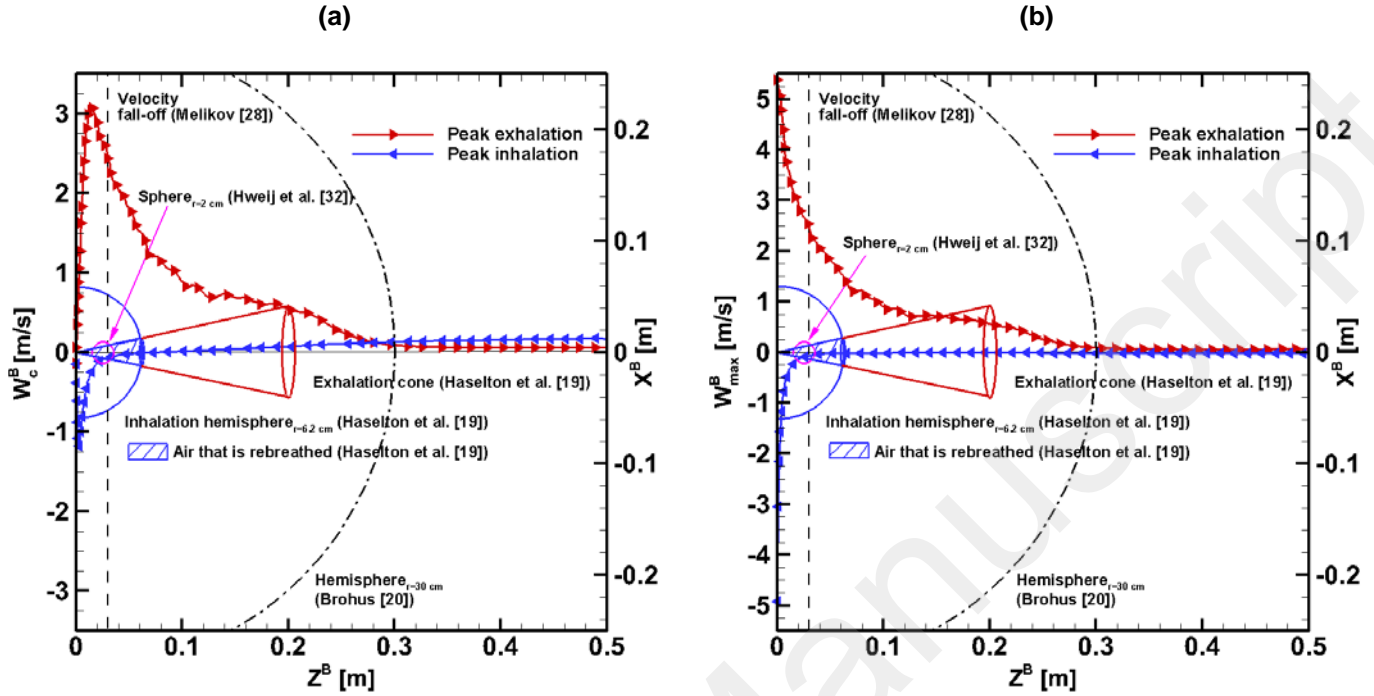 (a)
(b)
Velocity
fall-off (Melikov [28])
Peak exhalation
Peak inhalation
Sphere r=2 cm (Hweij et al. [32])
Exhalation cone (Haselton et al. [19])
Inhalation hemisphere r=6.2 cm (Haselton et al. [19])
Air that is rebreathed (Haselton et al. [19])
Hemisphere r=30 cm
(Brohus [20])
3
2
1
0
-1
-2
-3
W_c^B [m/s]
0.2
0.1
0
-0.1
-0.2
X^B [m]
0
0.1
0.2
0.3
0.4
0.5
Z^B [m]
Velocity
fall-off (Melikov [28])
Peak exhalation
Peak inhalation
Sphere r=2 cm (Hweij et al. [32])
Exhalation cone (Haselton et al. [19])
Inhalation hemisphere r=6.2 cm (Haselton et al. [19])
Air that is rebreathed (Haselton et al. [19])
Hemisphere r=30 cm
(Brohus [20])
5
4
3
2
1
0
-1
-2
-3
-4
-5
W_max^B [m/s]
0.2
0.1
0
-0.1
-0.2
X^B [m]
0
0.1
0.2
0.3
0.4
0.5
Z^B [m]
Manuscript